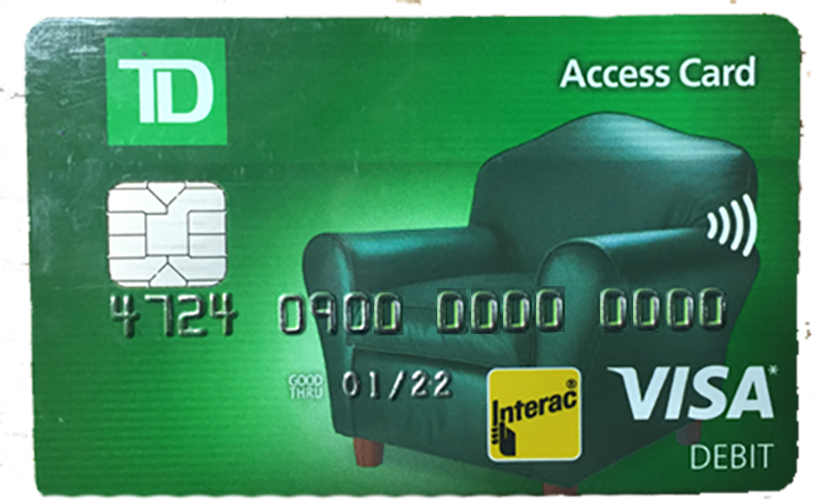 TD
Access Card
4724 0900 0000 0000
GOOD THRU 01/22
Interac®
VISA*
DEBIT